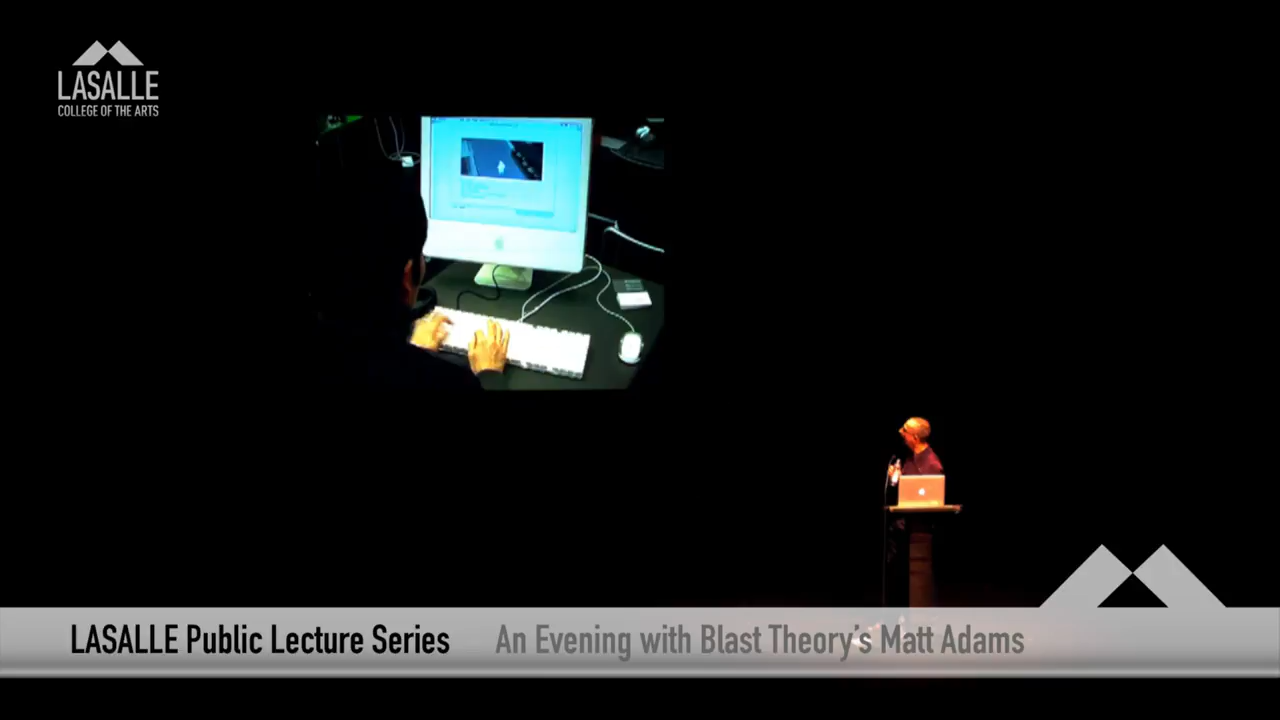 LASALLE
COLLEGE OF THE ARTS
LASALLE Public Lecture Series An Evening with Blast Theory's Matt Adams